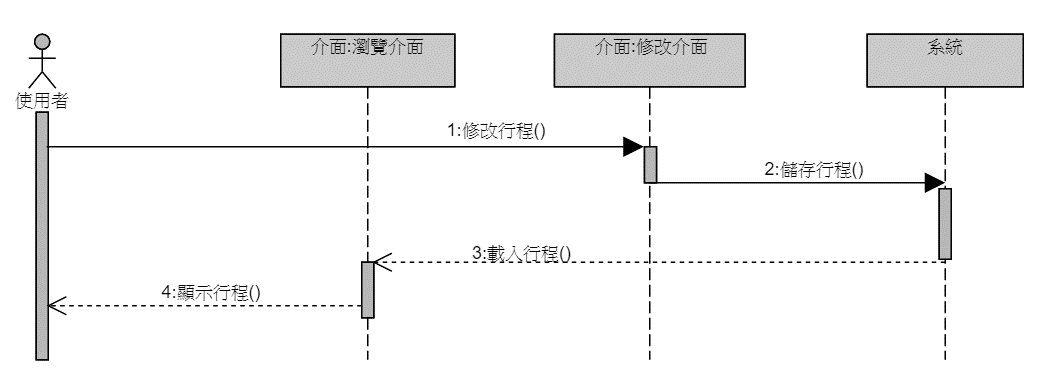 介面:瀏覽介面
介面:修改介面
系統
使用者
1:修改行程()
2:儲存行程()
3:載入行程()
4:顯示行程()